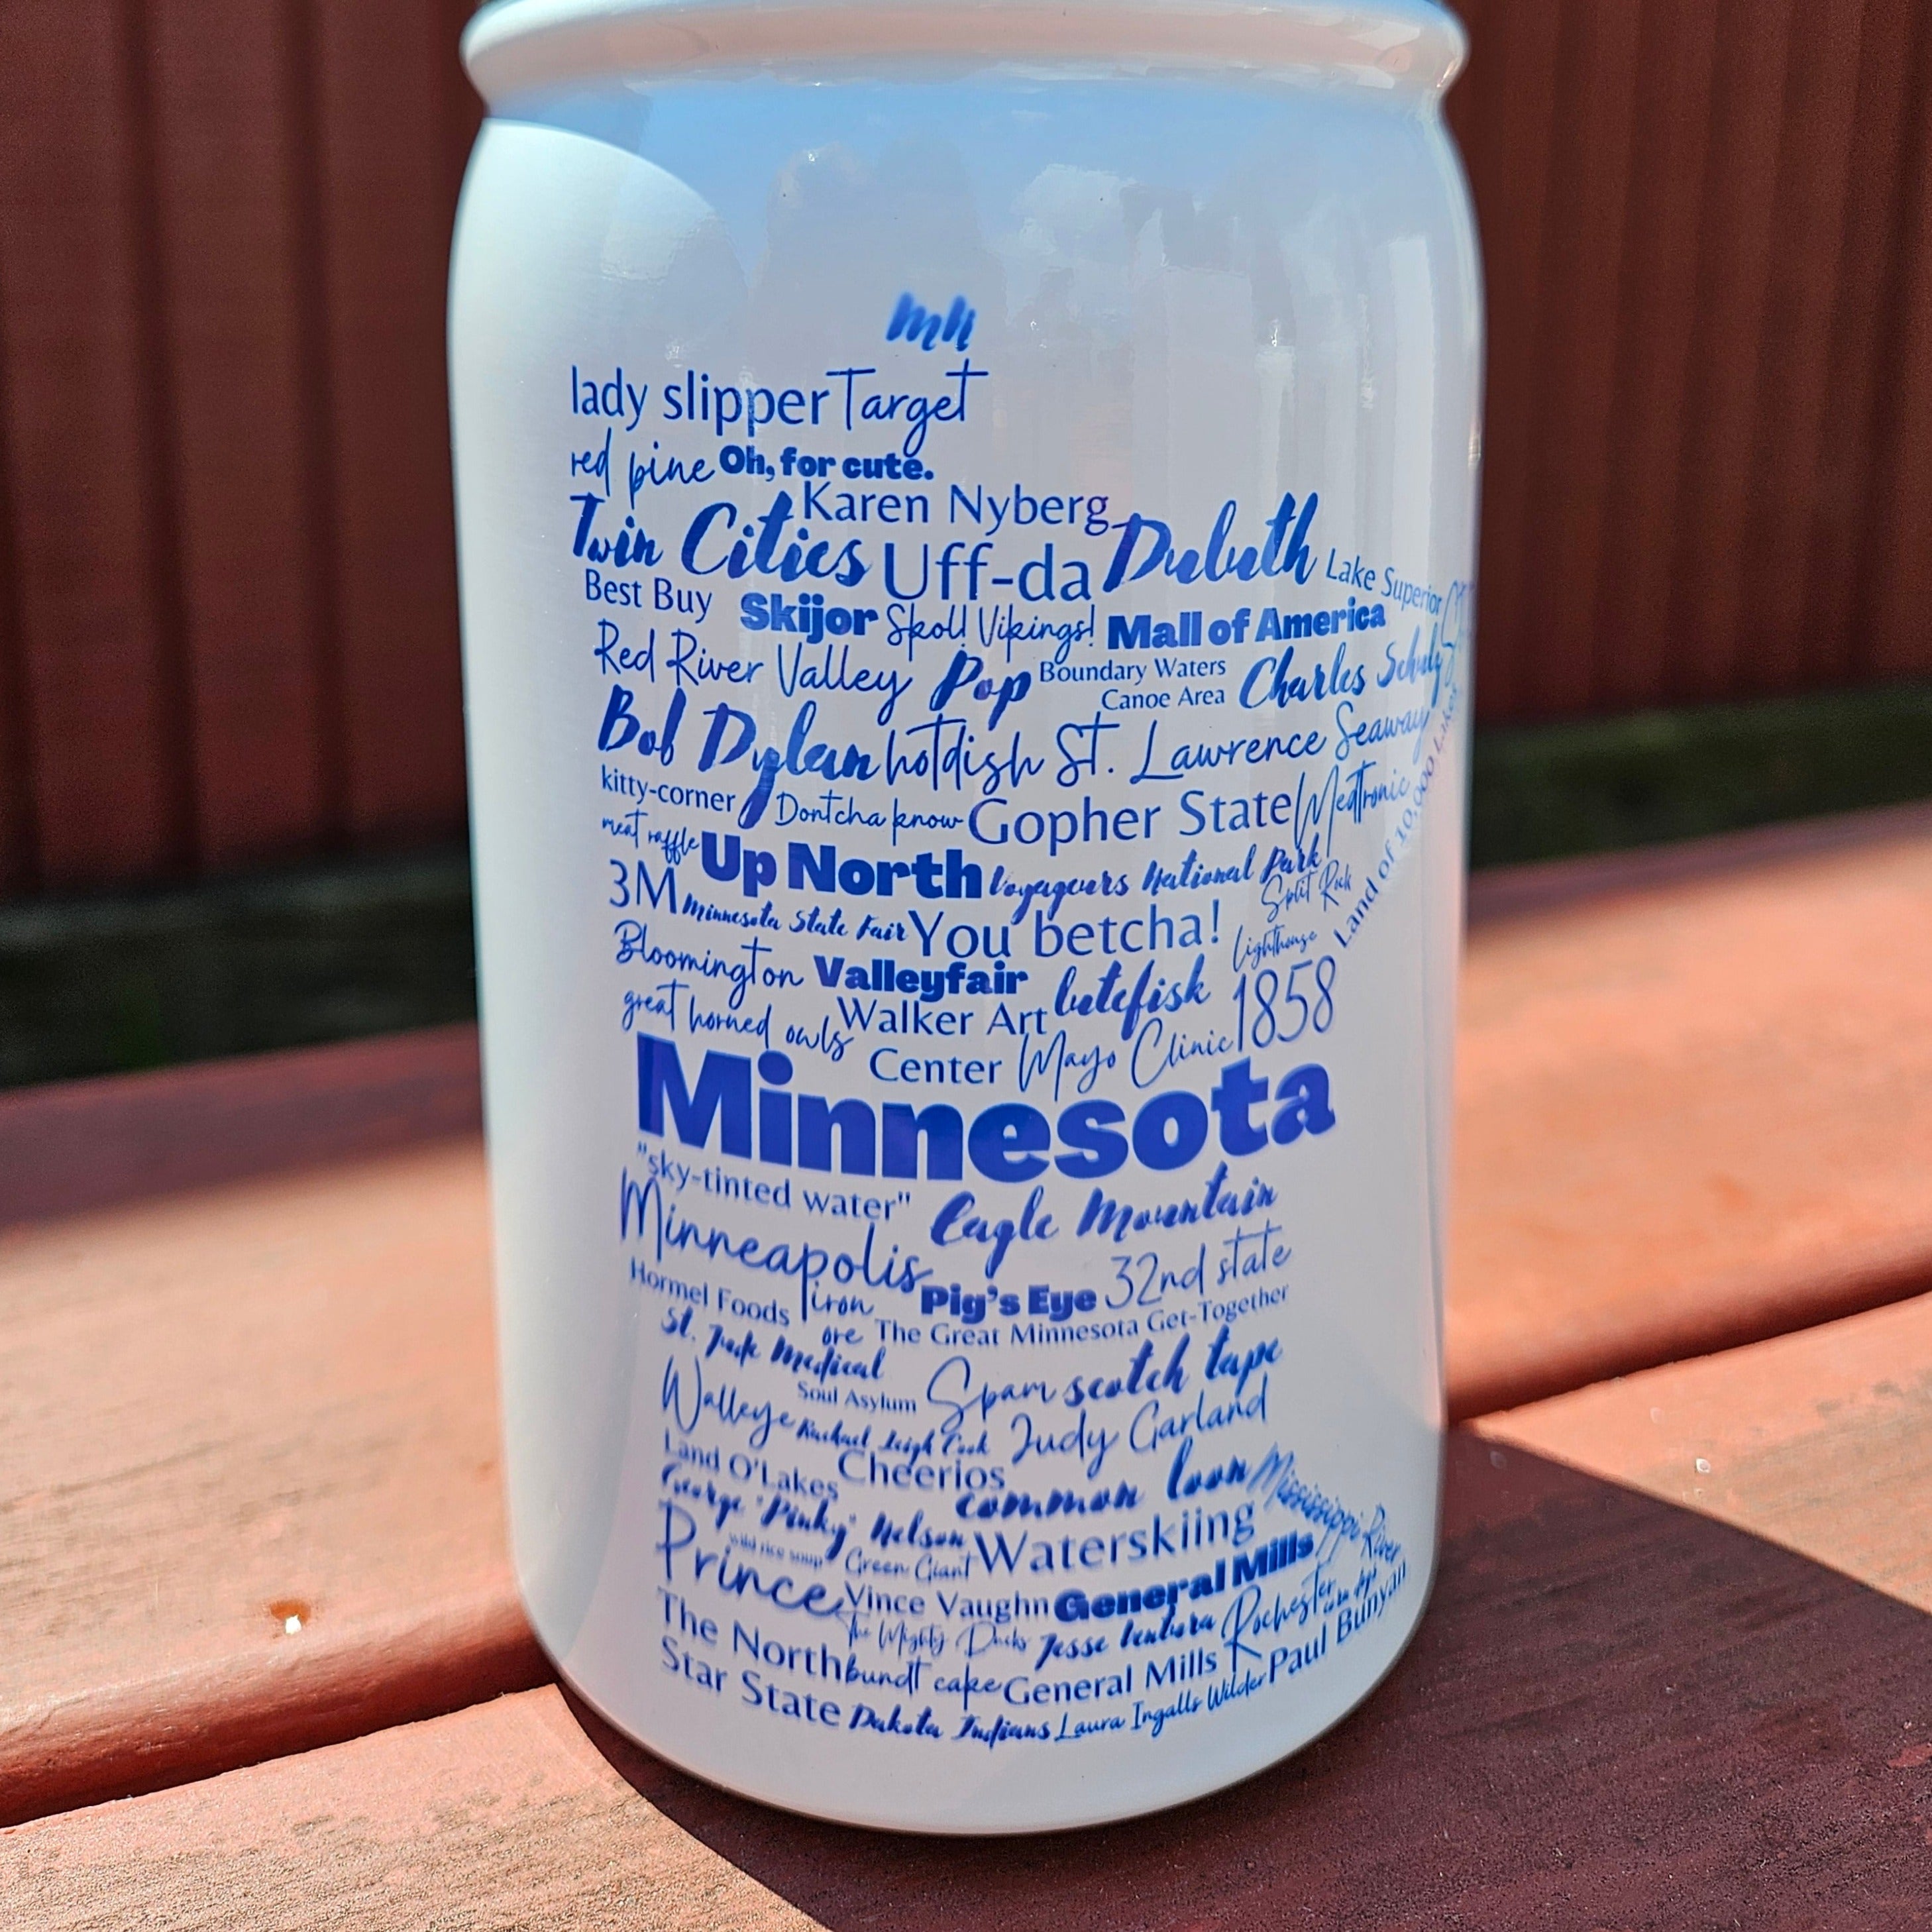 mn
lady slipper Target
red pine Oh, for cute.
Karen Nyberg
Twin Cities Uff-da Duluth Lake Superior
Best Buy Skijor Skol! Vikings! Mall of America
Red River Valley Pop Boundary Waters Canoe Area Charles Schulz
Bob Dylan hotdish St. Lawrence Seaway
kitty-corner Dontcha know Gopher State Medtronic
meat raffle Up North Voyageurs National Park
Split Rock Lighthouse
Land of 10,000 Lakes
3M Minnesota State Fair You betcha!
Bloomington Valleyfair lutefisk 1858
great horned owls Walker Art Center Mayo Clinic
Minnesota
"sky-tinted water" Eagle Mountain
Minneapolis Pig's Eye 32nd state
Hormel Foods iron ore The Great Minnesota Get-Together
St. Jude Medical Spam scotch tape
Soul Asylum
Walleye Rachael Leigh Cook Judy Garland
Land O'Lakes Cheerios common loon Mississippi River
George "Pinky" Nelson Waterskiing
wild rice soup Green Giant
Prince Vince Vaughn General Mills
The Mighty Ducks Jesse Ventura Rochester corn dogs
The North Star State bundt cake General Mills Paul Bunyan
Dakota Indians Laura Ingalls Wilder